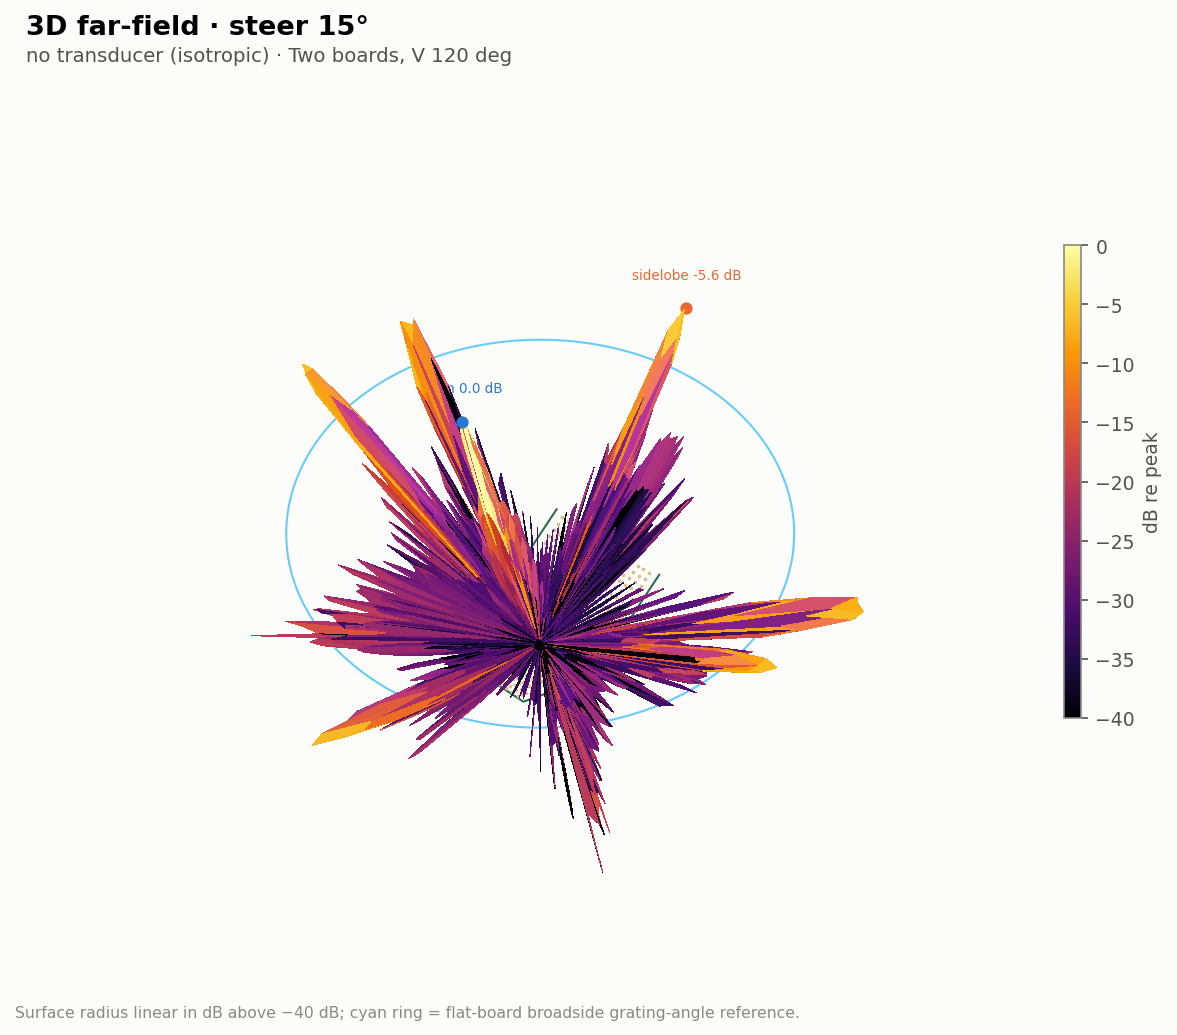 3D far-field · steer 15°
no transducer (isotropic) · Two boards, V 120 deg
sidelobe -5.6 dB
0.0 dB
0
−5
−10
−15
−20
−25
−30
−35
−40
dB re peak
Surface radius linear in dB above −40 dB; cyan ring = flat-board broadside grating-angle reference.